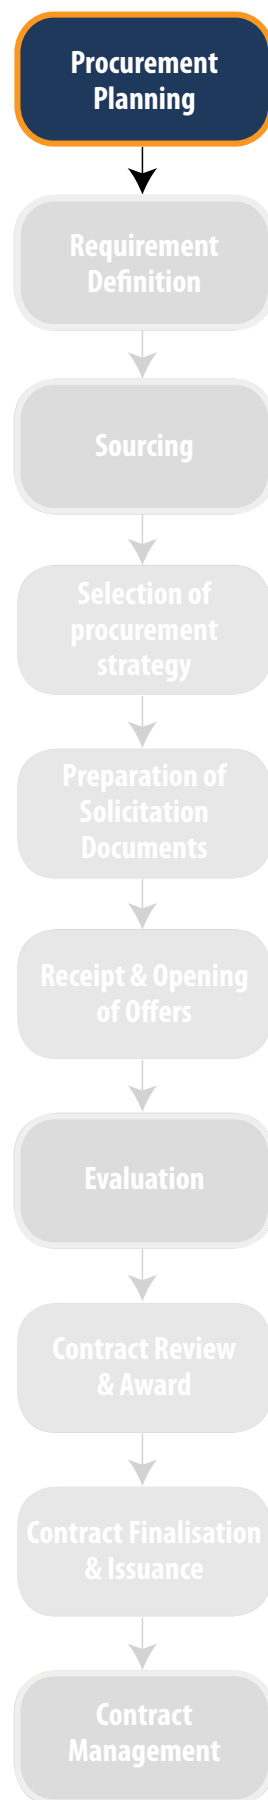 Procurement
Planning
Requirement
Definition
Sourcing
Selection of
procurement
strategy
Preparation of
Solicitation
Documents
Receipt & Opening
of Offers
Evaluation
Contract Review
& Award
Contract Finalisation
& Issuance
Contract
Management